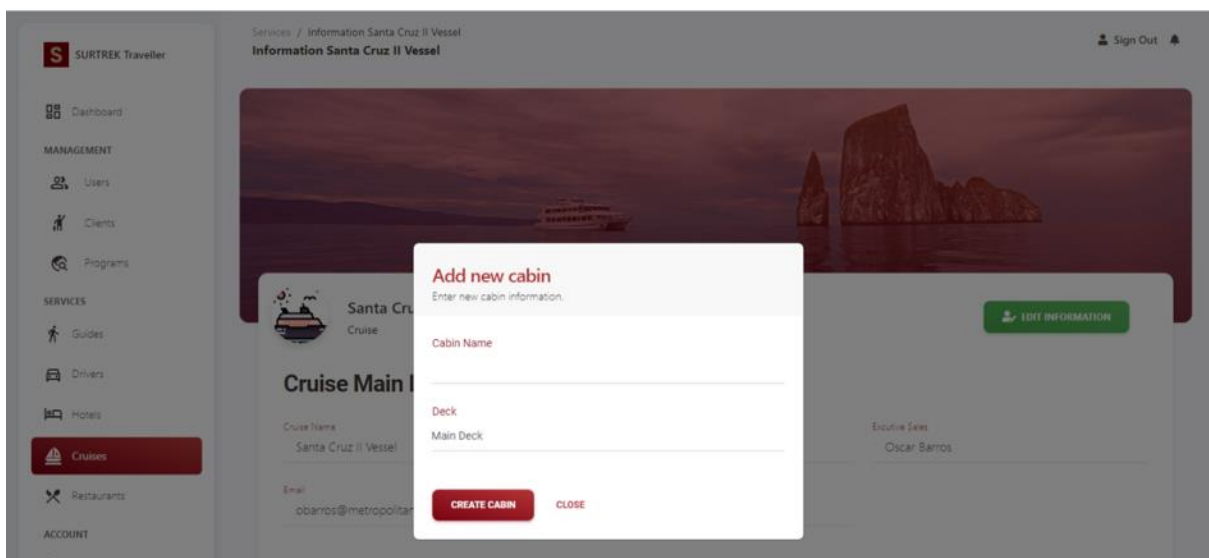 Services / Information Santa Cruz II Vessel
Information Santa Cruz II Vessel
Sign Out
S SURTREK Traveller
Dashboard
MANAGEMENT
Users
Clients
Programs
SERVICES
Guides
Drivers
Hotels
Cruises
Restaurants
ACCOUNT
Santa Cru
Cruise
EDIT INFORMATION
Cruise Main I
Cruise Name
Santa Cruz II Vessel
Excutive Sales
Oscar Barros
Email
obarros@metropolitan
Add new cabin
Enter new cabin information.
Cabin Name
Deck
Main Deck
CREATE CABIN CLOSE